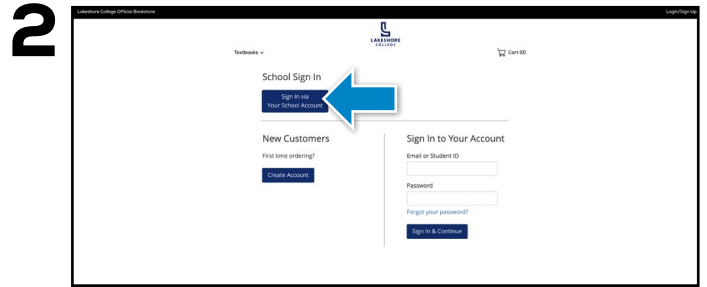 2
Lakeshore College Official Bookstore
Login/Sign-Up
L
LAKESHORE
COLLEGE
Textbooks
Cart (0)
School Sign In
Sign In via
Your School Account
New Customers
First time ordering?
Create Account
Sign In to Your Account
Email or Student ID
Password
Forgot your password?
Sign In & Continue